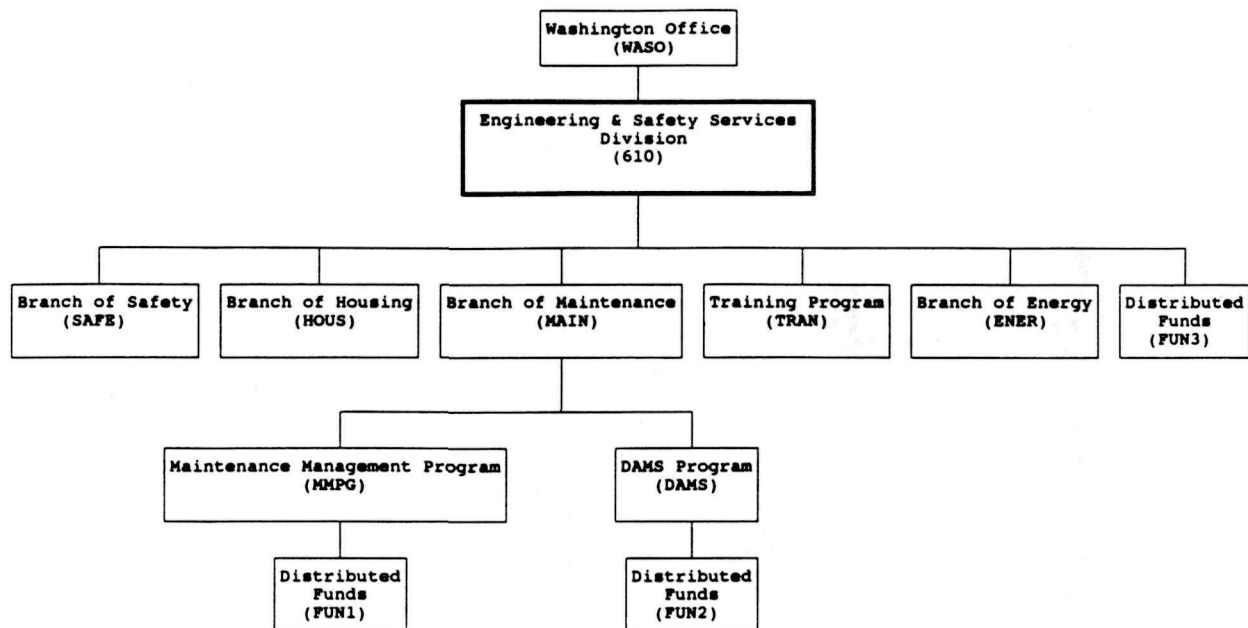 Washington Office
(WASO)
Engineering & Safety Services
Division
(610)
Branch of Safety
(SAFE)
Branch of Housing
(HOUS)
Branch of Maintenance
(MAIN)
Training Program
(TRAN)
Branch of Energy
(ENER)
Distributed
Funds
(FUN3)
Maintenance Management Program
(MMPG)
DAMS Program
(DAMS)
Distributed
Funds
(FUN1)
Distributed
Funds
(FUN2)